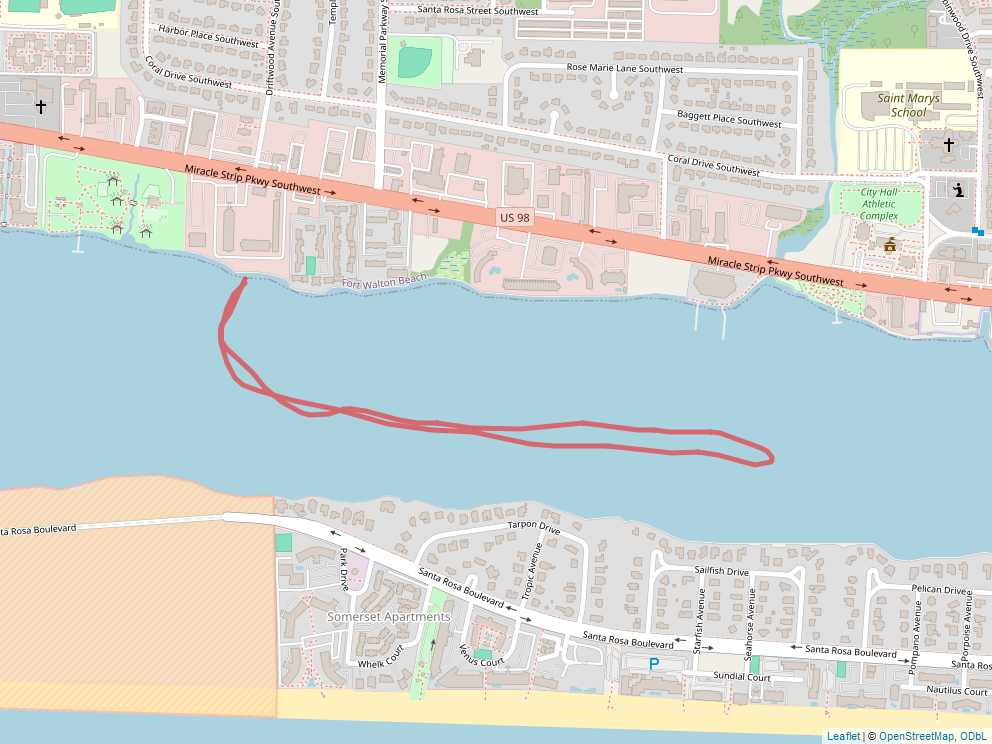 Santa Rosa Street Southwest
Harbor Place Southwest
Driftwood Avenue Sou
Templ
Memorial Parkway S
Coral Drive Southwest
Rose Marie Lane Southwest
Baggett Place Southwest
Saint Marys
School
Coral Drive Southwest
Miracle Strip Pkwy Southwest
US 98
City Hall
Athletic
Complex
Miracle Strip Pkwy Southwest
Fort Walton Beach
ta Rosa Boulevard
Park Drive
Tarpon Drive
Tropic Avenue
Santa Rosa Boulevard
Somerset Apartments
Whelk Court
Venus Court
Sailfish Drive
Starfish Avenue
Seahorse Avenue
Pelican Drive
Pompano Avenue
Porpoise Avenue
Santa Rosa Boulevard
Santa Rosa Boulevard
Santa Ros
P
Sundial Court
Nautilus Court
Leaflet | © OpenStreetMap, ODbL